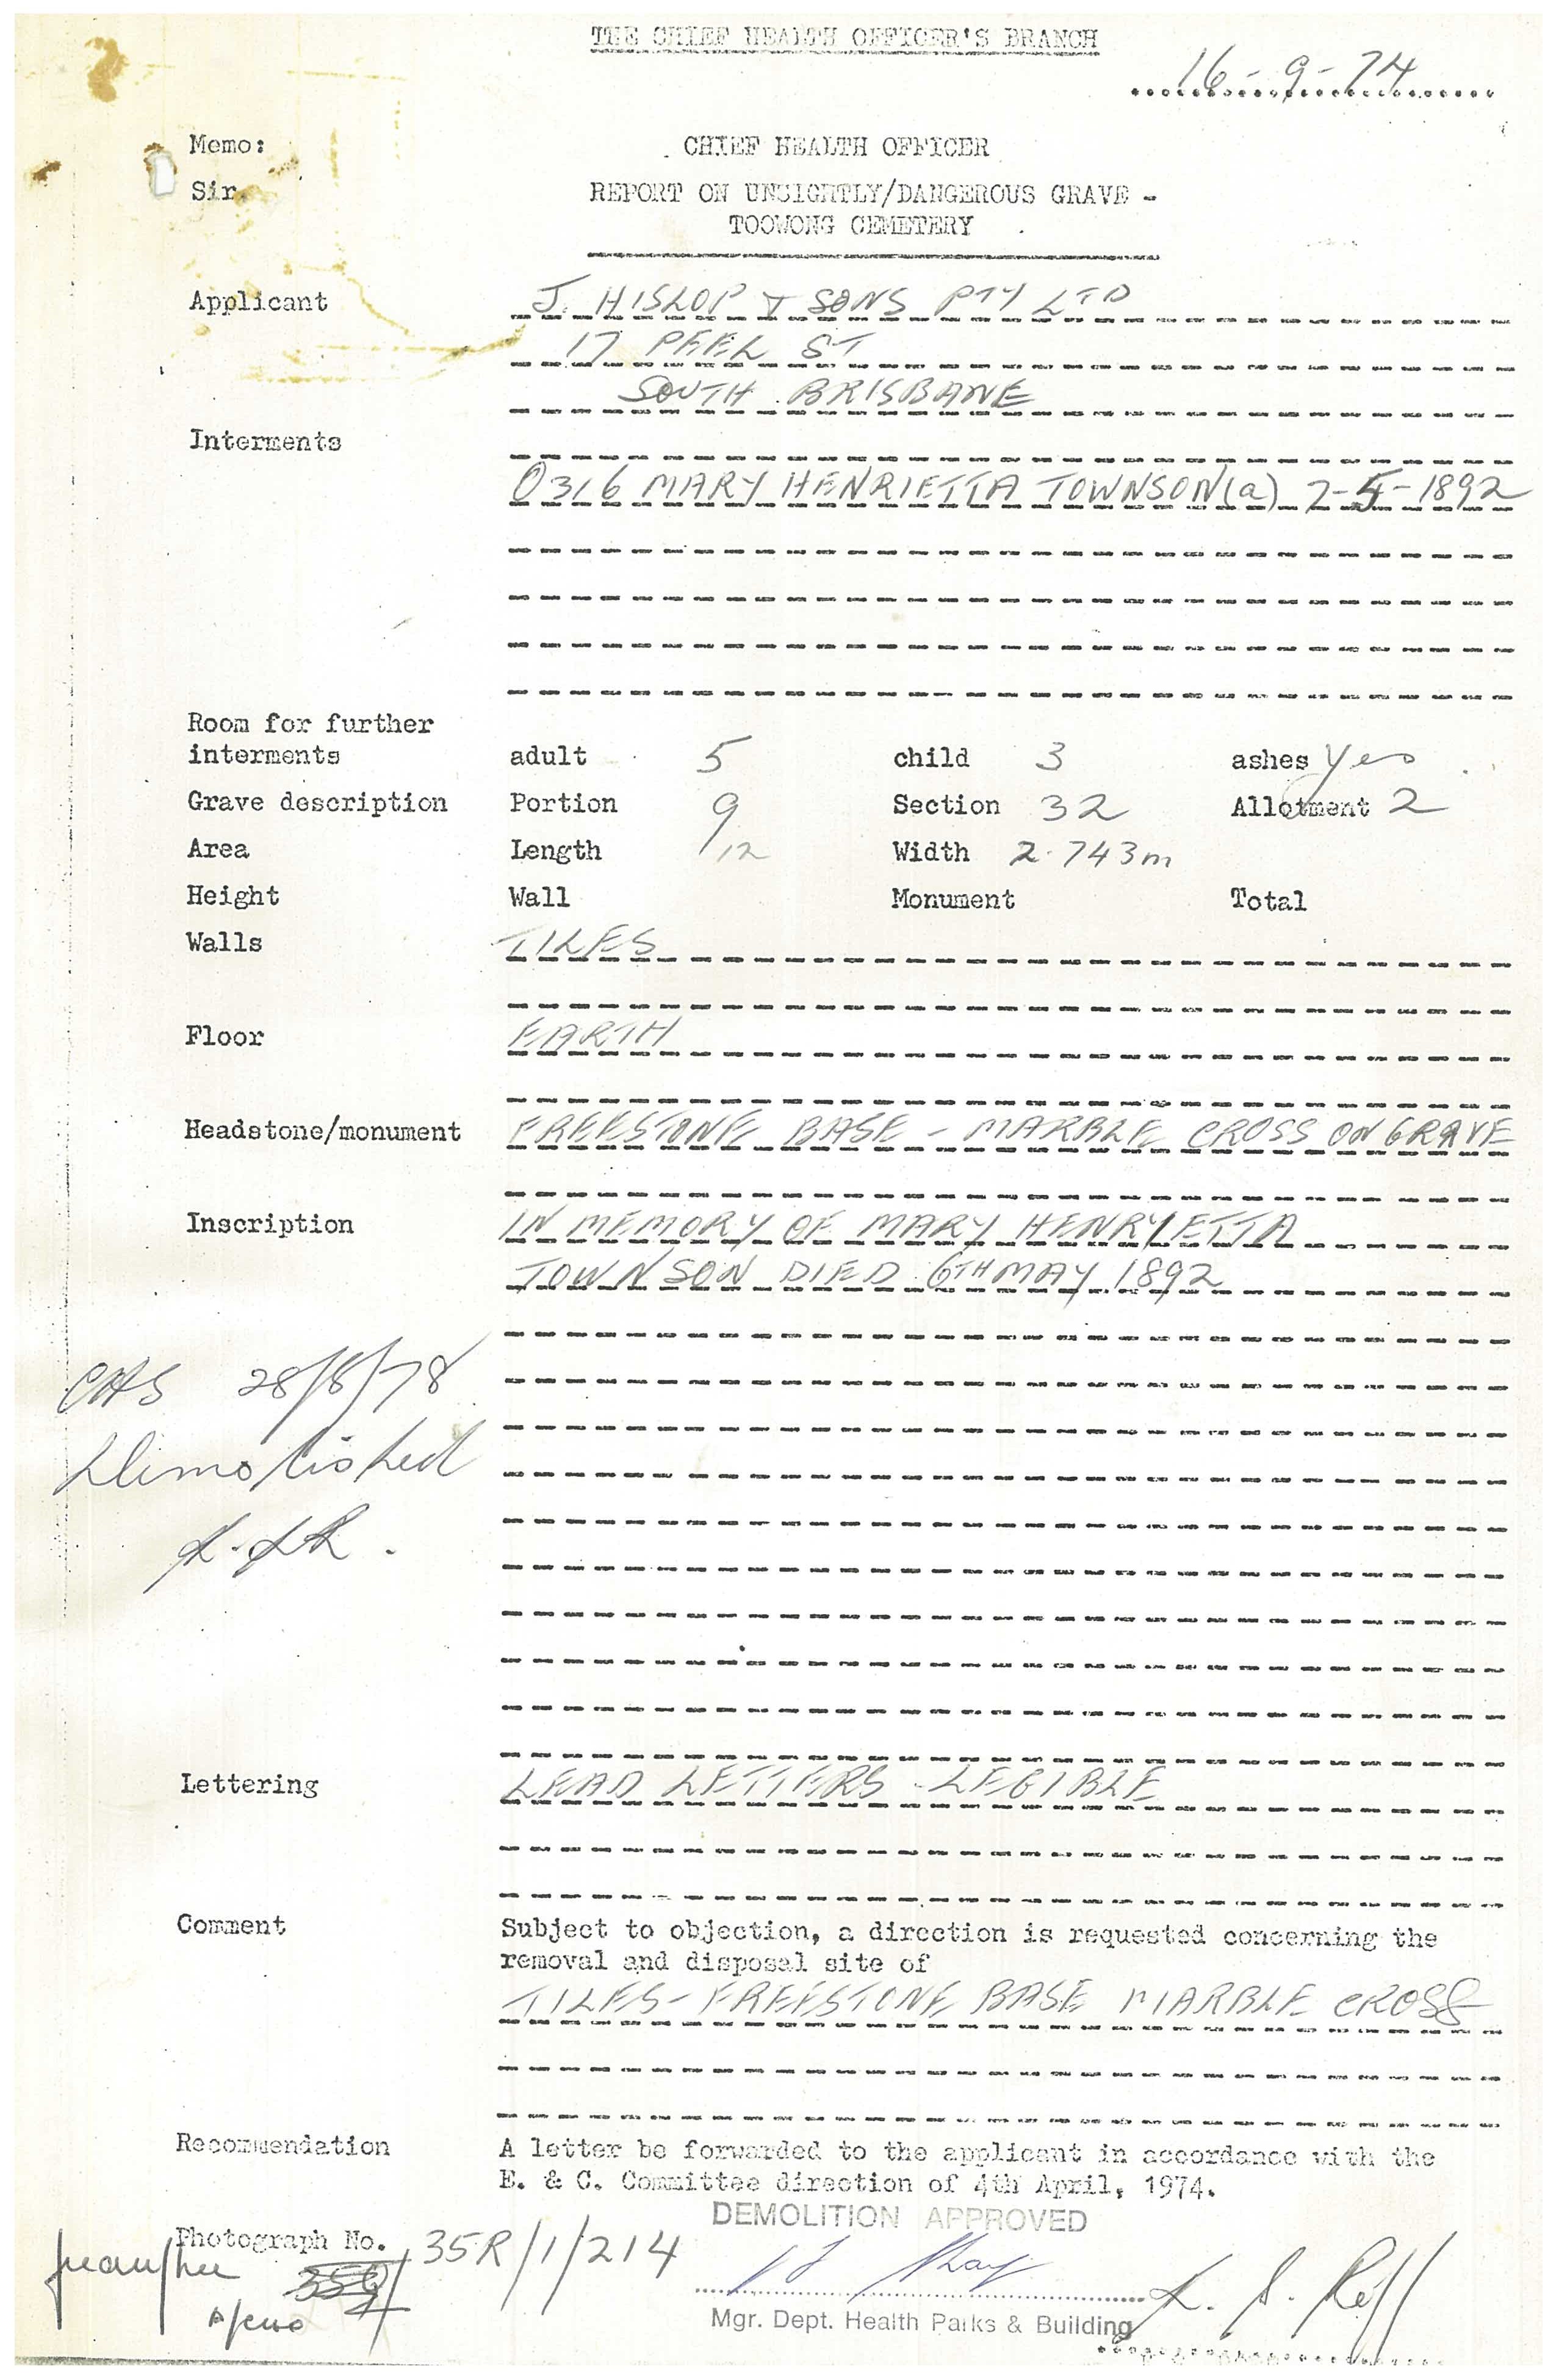 THE CHIEF HEALTH OFFICER'S BRANCH
16-9-74
Memo: CHIEF HEALTH OFFICER
Sir, REPORT ON UNSIGHTLY/DANGEROUS GRAVE -
TOOWONG CEMETERY
Applicant J. HISLOP & SONS PTY LTD
17 PEEL ST
SOUTH BRISBANE
Interments
0316 MARY HENRIETTA TOWNSON (a) 7-5-1892
Room for further
interments adult 5 child 3 ashes Yes
Grave description Portion 9 Section 32 Allotment 2
Area Length /12 Width 2.743m
Height Wall Monument Total
Walls TILES
Floor EARTH
Headstone/monument FREESTONE BASE - MARBLE CROSS ON GRAVE
Inscription IN MEMORY OF MARY HENRYETTA
TOWNSON DIED 6TH MAY 1892
CHS 28/8/78
Demolished
Lettering LEAD LETTERS - LEGIBLE
Comment Subject to objection, a direction is requested concerning the
removal and disposal site of
TILES - FREESTONE BASE MARBLE CROSS
Recommendation A letter be forwarded to the applicant in accordance with the
E. & C. Committee direction of 4th April, 1974.
DEMOLITION APPROVED
Photograph No. 35R/1/214
Mgr. Dept. Health Parks & Building